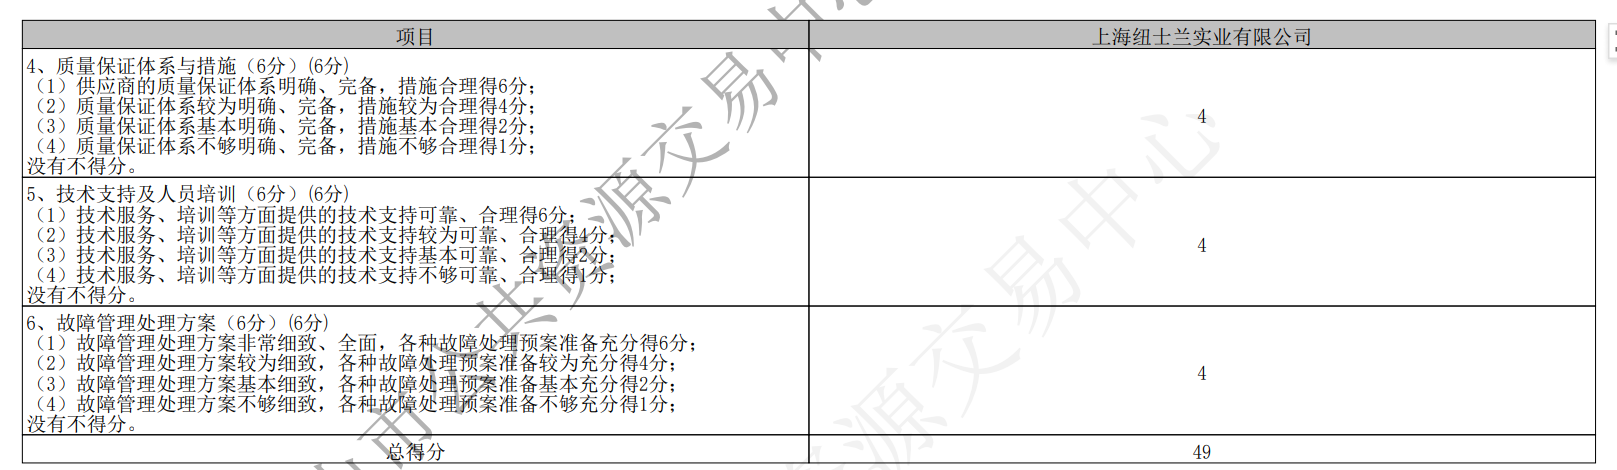 项目
上海纽士兰实业有限公司
4、质量保证体系与措施（6分）(6分)
（1）供应商的质量保证体系明确、完备，措施合理得6分；
（2）质量保证体系较为明确、完备，措施较为合理得4分；
（3）质量保证体系基本明确、完备，措施基本合理得2分；
（4）质量保证体系不够明确、完备，措施不够合理得1分；
没有不得分。
4
5、技术支持及人员培训（6分）(6分)
（1）技术服务、培训等方面提供的技术支持可靠、合理得6分；
（2）技术服务、培训等方面提供的技术支持较为可靠、合理得4分；
（3）技术服务、培训等方面提供的技术支持基本可靠、合理得2分；
（4）技术服务、培训等方面提供的技术支持不够可靠、合理得1分；
没有不得分。
4
6、故障管理处理方案（6分）(6分)
（1）故障管理处理方案非常细致、全面，各种故障处理预案准备充分得6分；
（2）故障管理处理方案较为细致，各种故障处理预案准备较为充分得4分；
（3）故障管理处理方案基本细致，各种故障处理预案准备基本充分得2分；
（4）故障管理处理方案不够细致，各种故障处理预案准备不够充分得1分；
没有不得分。
4
总得分
49
市公共资源交易中心
资源交易中心